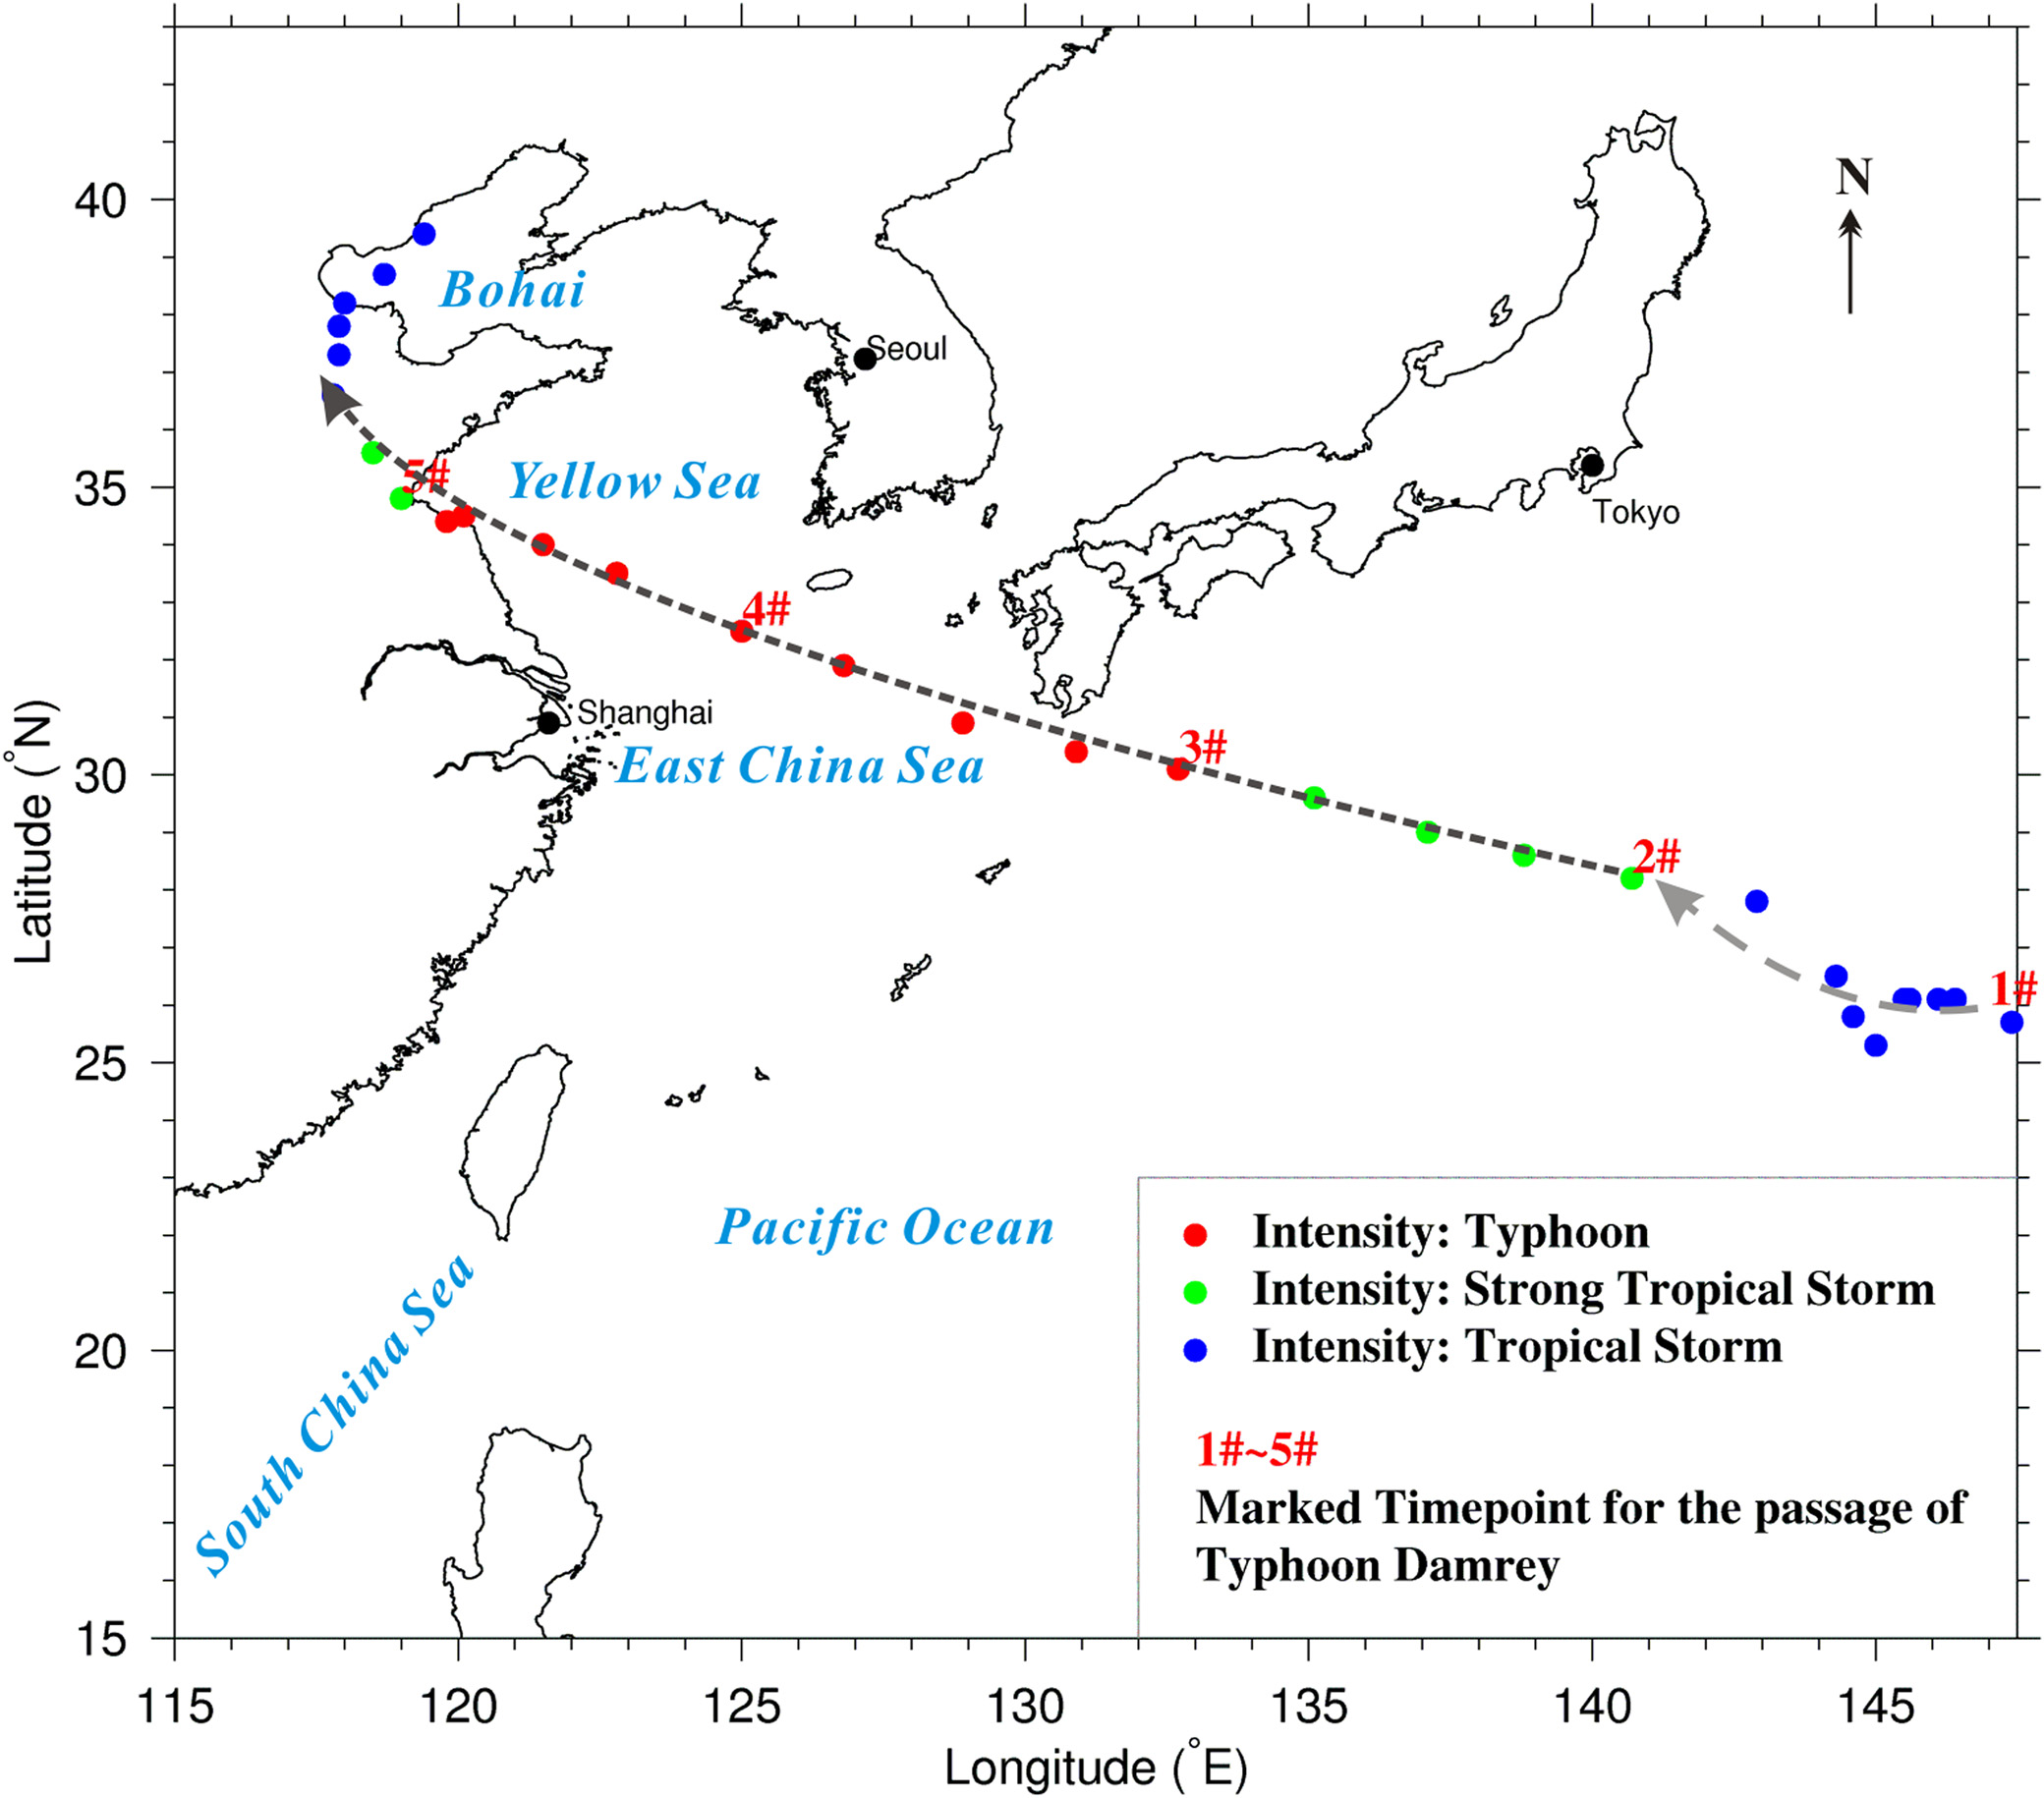 N
40
Bohai
Seoul
35
5#
Yellow Sea
Tokyo
4#
Shanghai
3#
East China Sea
30
2#
1#
25
Latitude (°N)
Pacific Ocean
South China Sea
20
15
Intensity: Typhoon
Intensity: Strong Tropical Storm
Intensity: Tropical Storm
1#~5#
Marked Timepoint for the passage of
Typhoon Damrey
115 120 125 130 135 140 145
Longitude (°E)